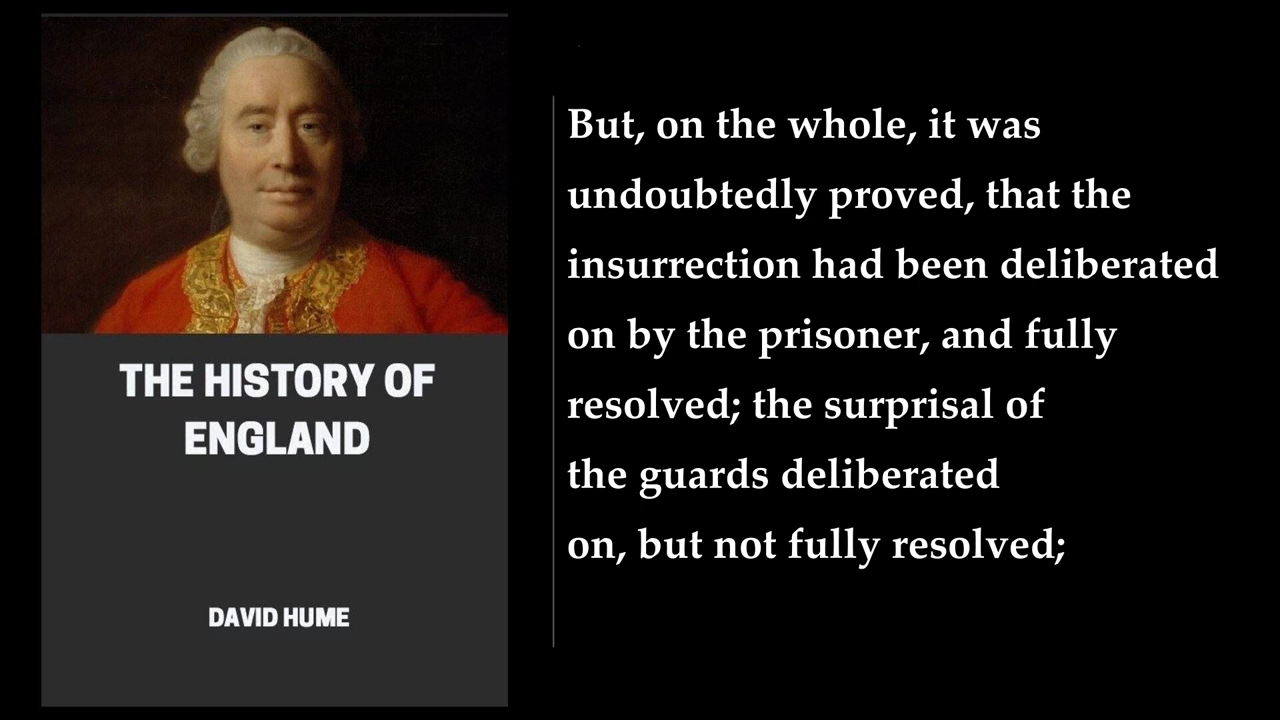 THE HISTORY OF
ENGLAND
DAVID HUME
But, on the whole, it was
undoubtedly proved, that the
insurrection had been deliberated
on by the prisoner, and fully
resolved; the surprisal of
the guards deliberated
on, but not fully resolved;